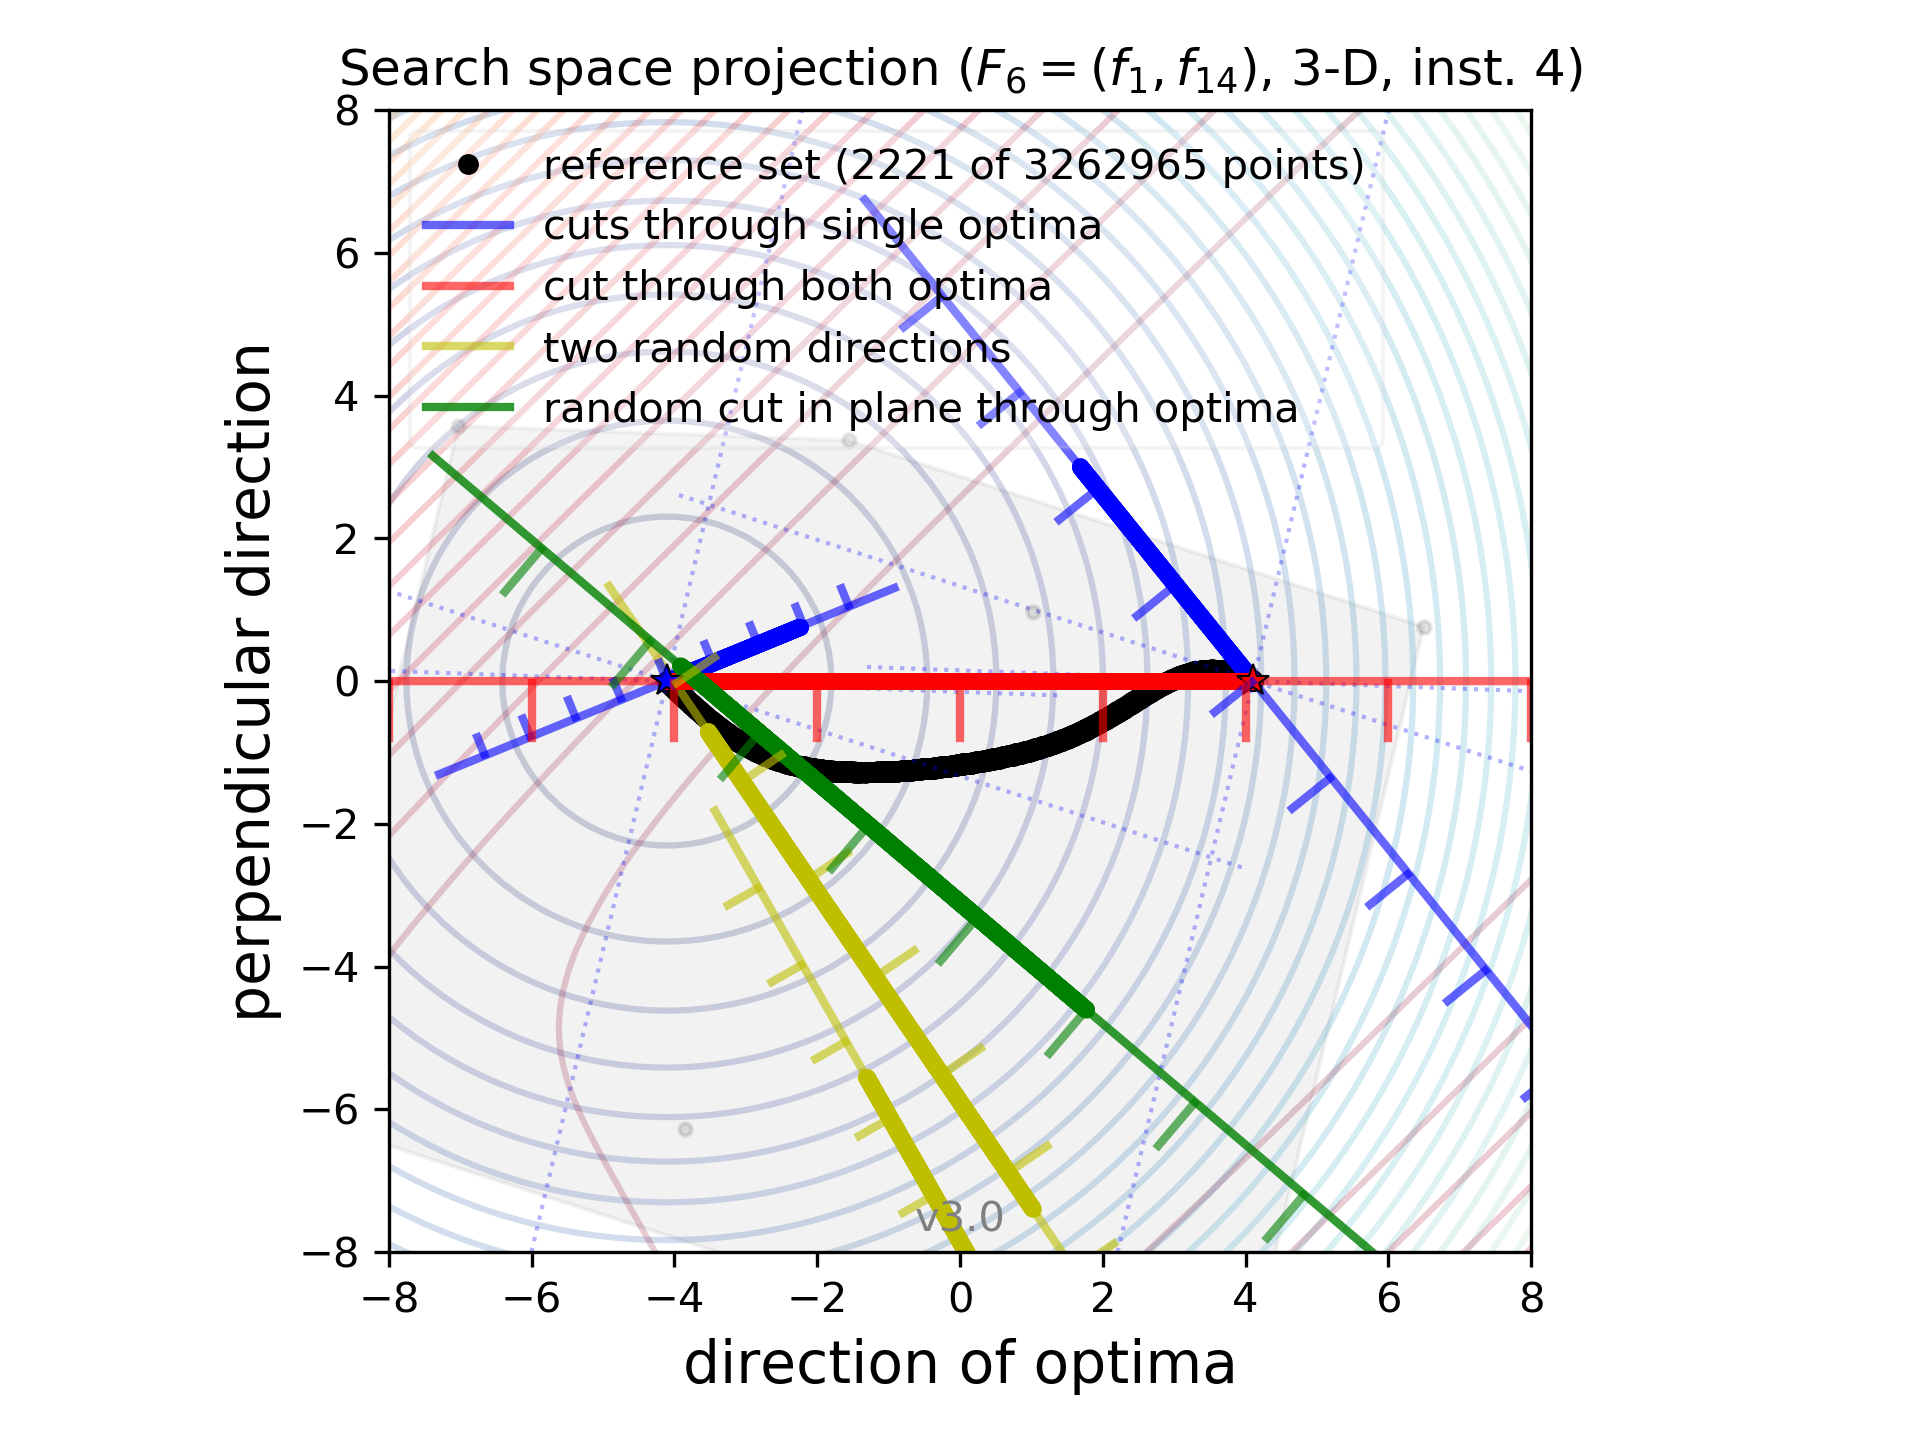 Search space projection (F₆ = (f₁, f₁₄), 3-D, inst. 4)
reference set (2221 of 3262965 points)
cuts through single optima
cut through both optima
two random directions
random cut in plane through optima
perpendicular direction
8
6
4
2
0
−2
−4
−6
−8
v3.0
−8 −6 −4 −2 0 2 4 6 8
direction of optima